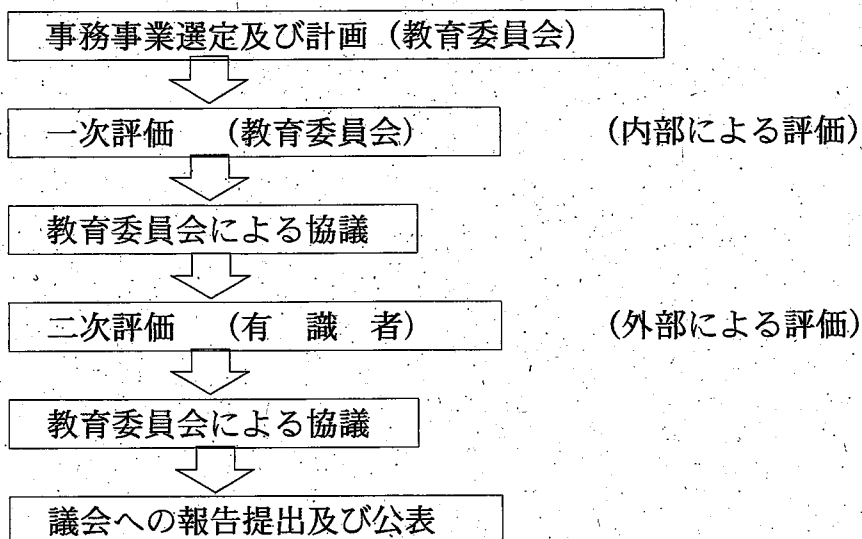 事務事業選定及び計画（教育委員会）
一次評価　（教育委員会）　（内部による評価）
教育委員会による協議
二次評価　（有　識　者）　（外部による評価）
教育委員会による協議
議会への報告提出及び公表